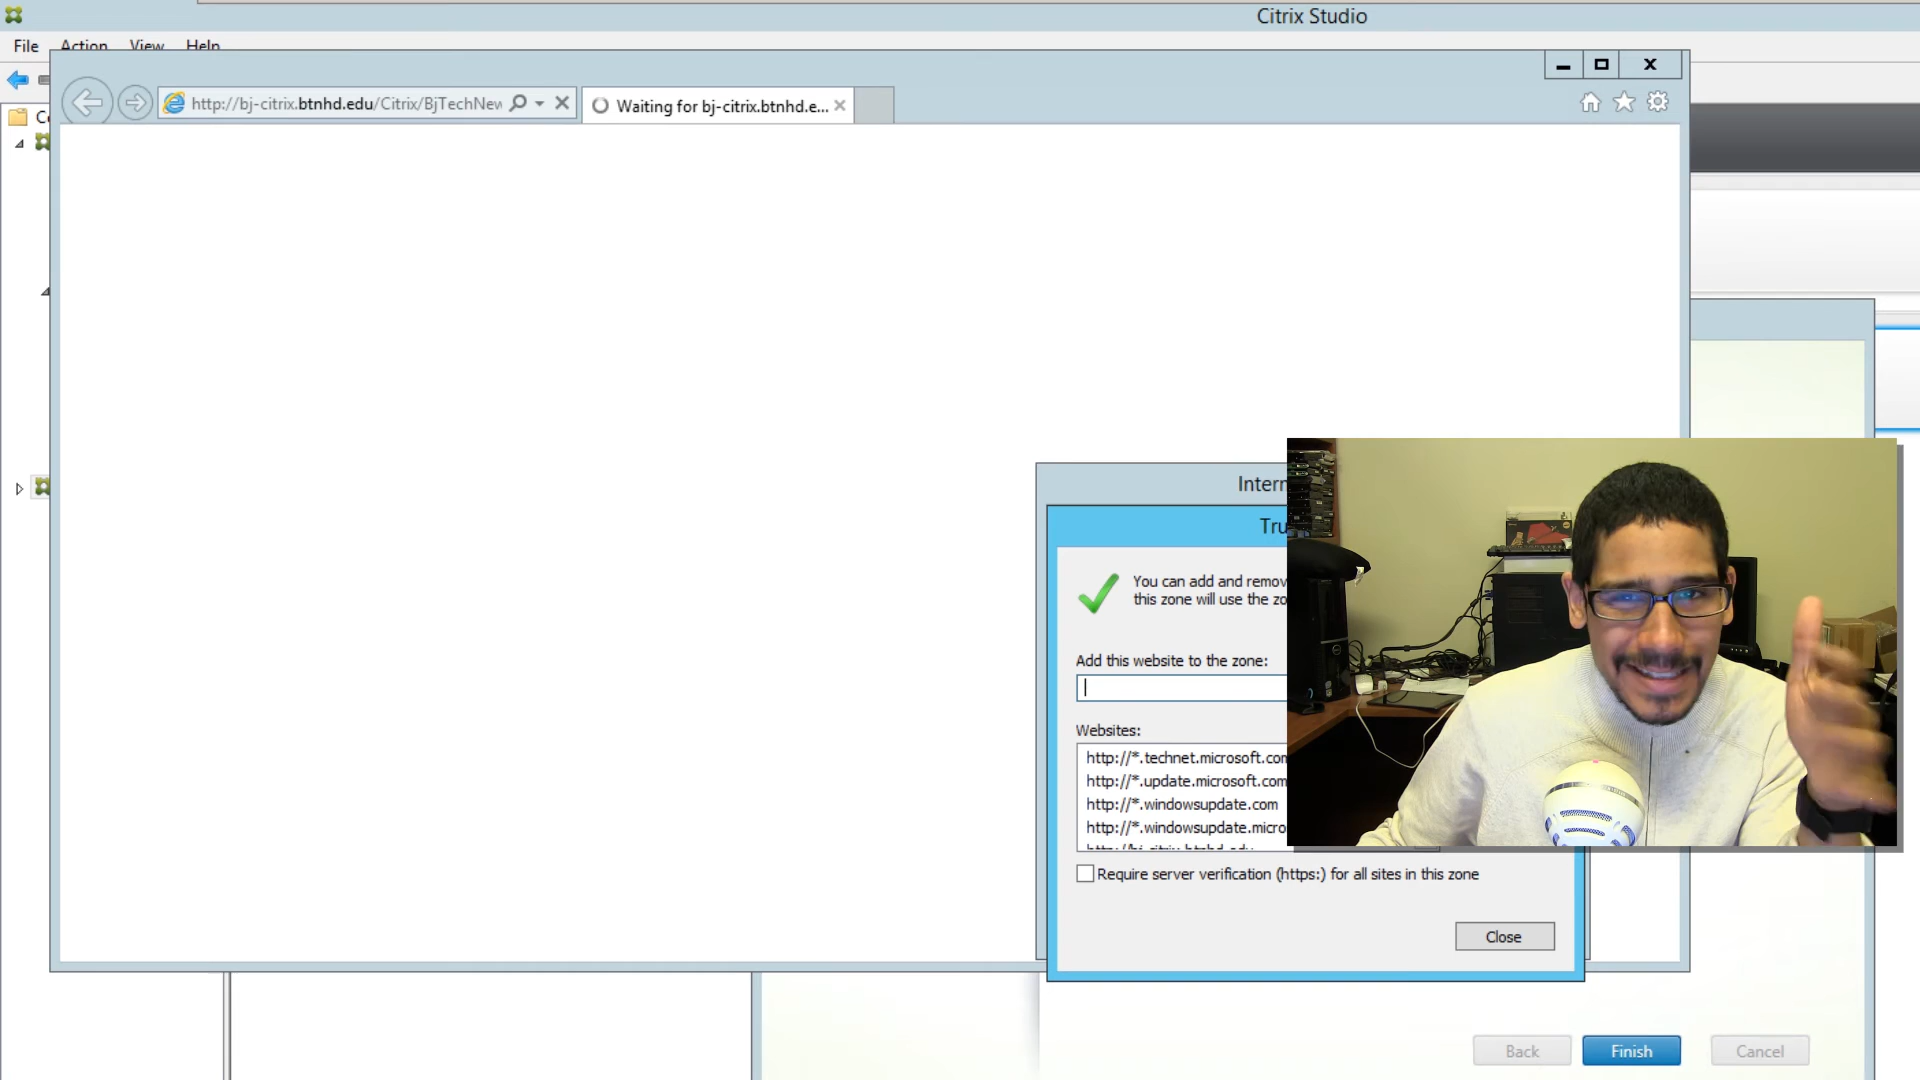 Citrix Studio
File Action View Help
http://bj-citrix.btnhd.edu/Citrix/BjTechNew
Waiting for bj-citrix.btnhd.e...
Intern
Tru
You can add and remov
this zone will use the zo
Add this website to the zone:
Websites:
http://*.technet.microsoft.com
http://*.update.microsoft.com
http://*.windowsupdate.com
http://*.windowsupdate.micro
Require server verification (https:) for all sites in this zone
Close
Back Finish Cancel